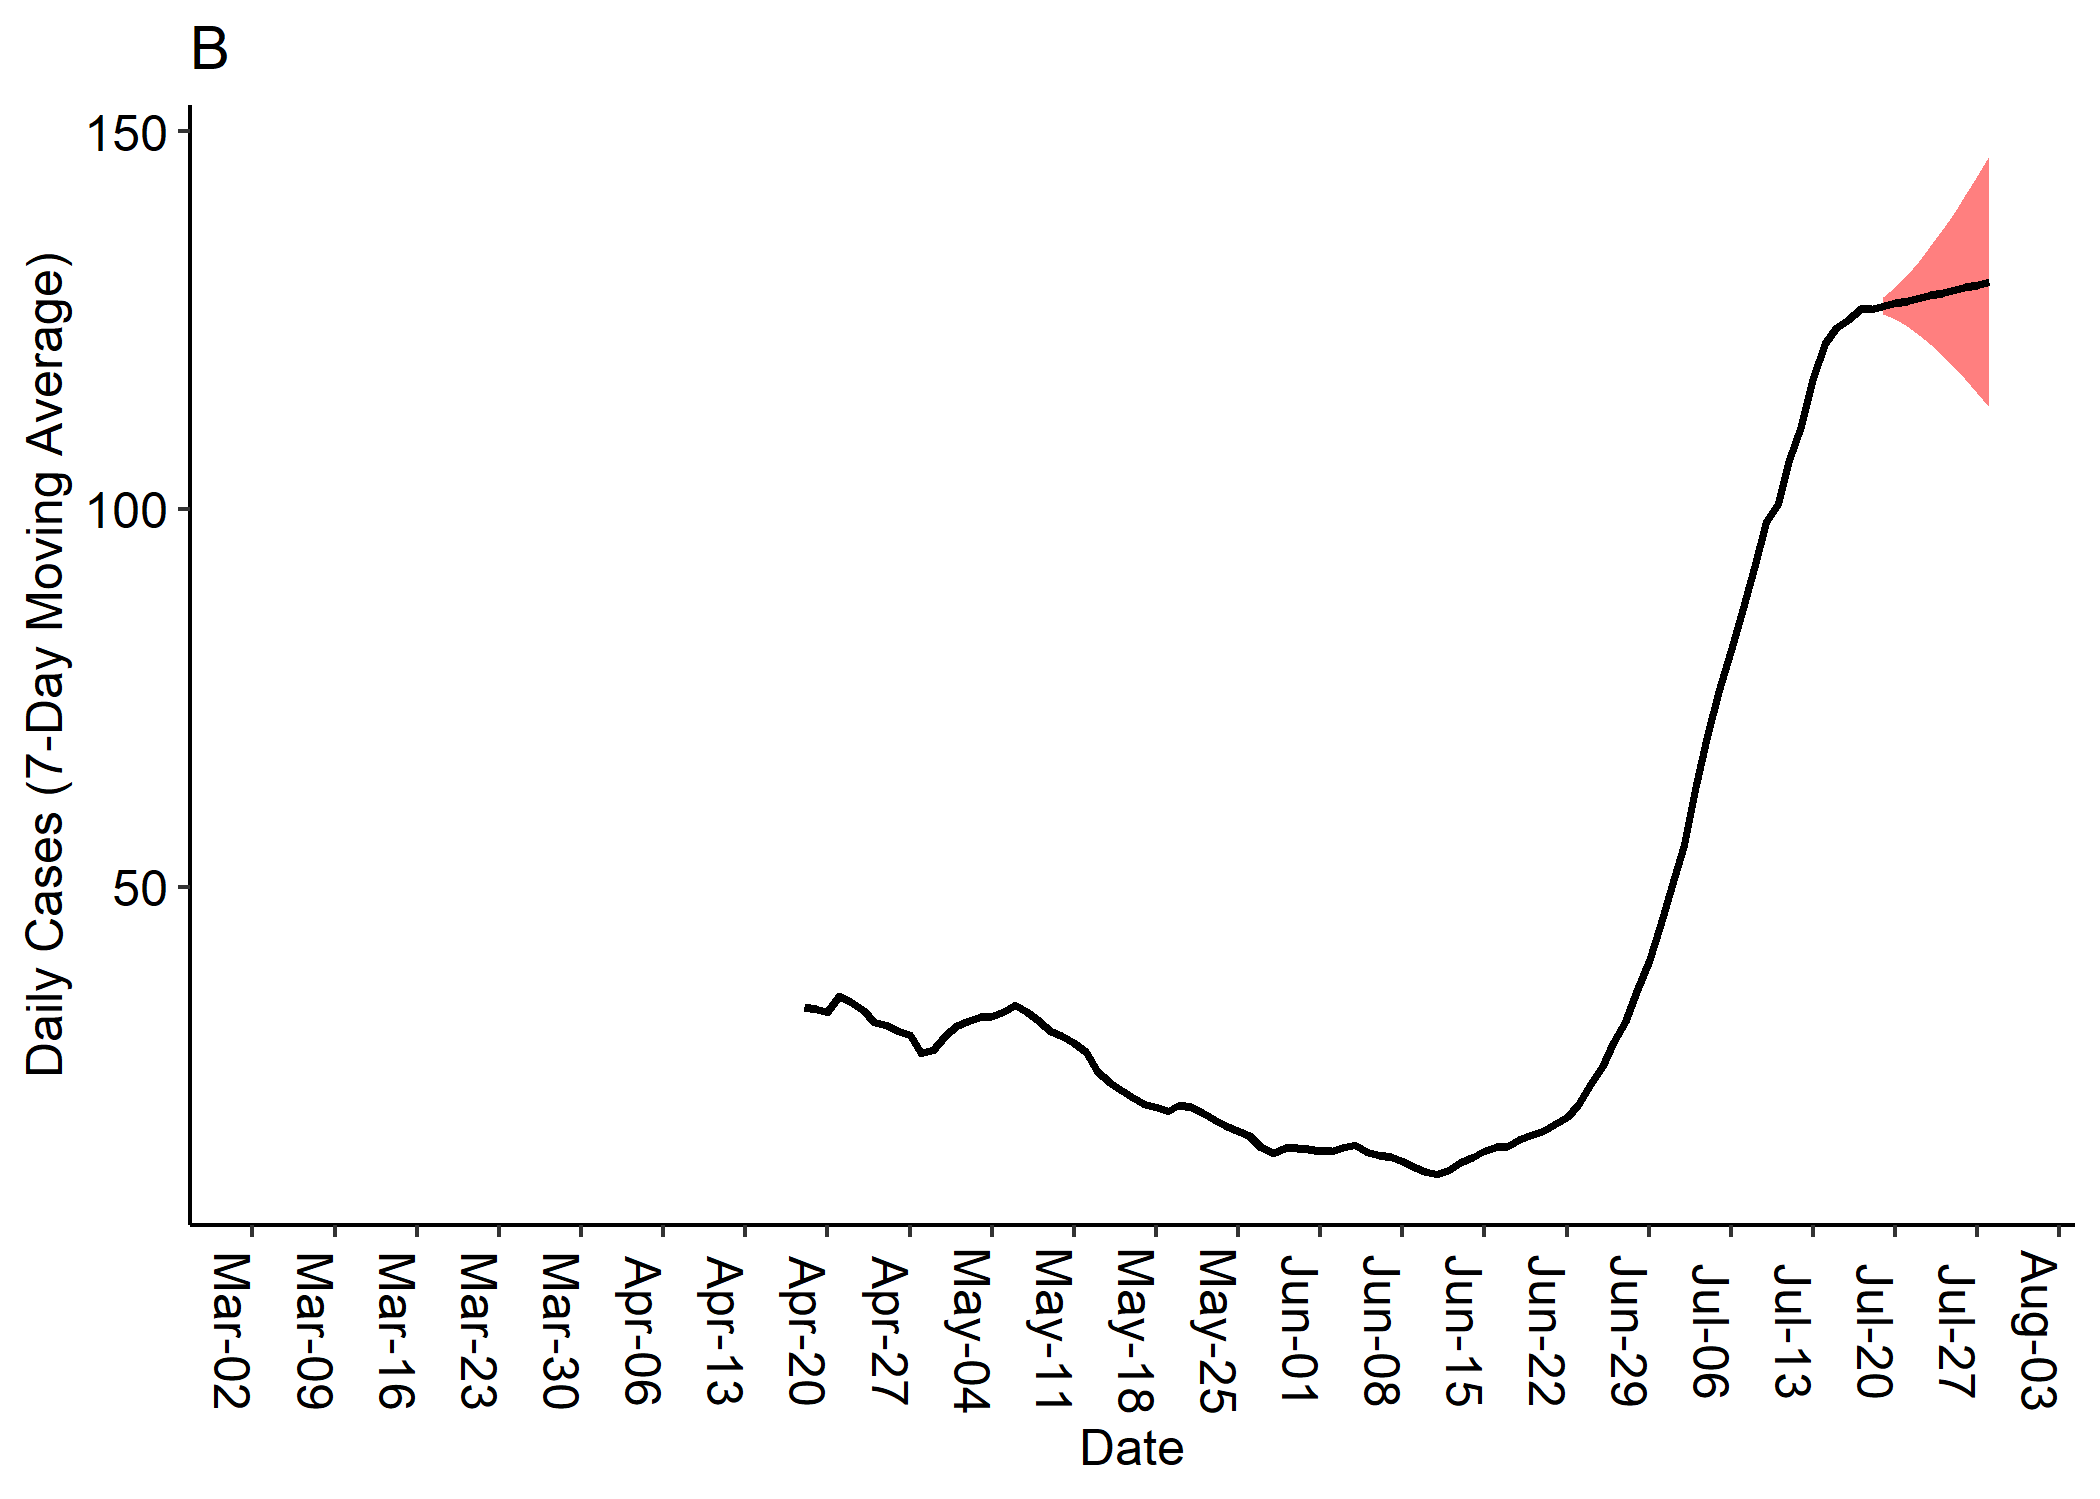 B
150
100
50
Daily Cases (7-Day Moving Average)
Mar-02
Mar-09
Mar-16
Mar-23
Mar-30
Apr-06
Apr-13
Apr-20
Apr-27
May-04
May-11
May-18
May-25
Jun-01
Jun-08
Jun-15
Jun-22
Jun-29
Jul-06
Jul-13
Jul-20
Jul-27
Aug-03
Date